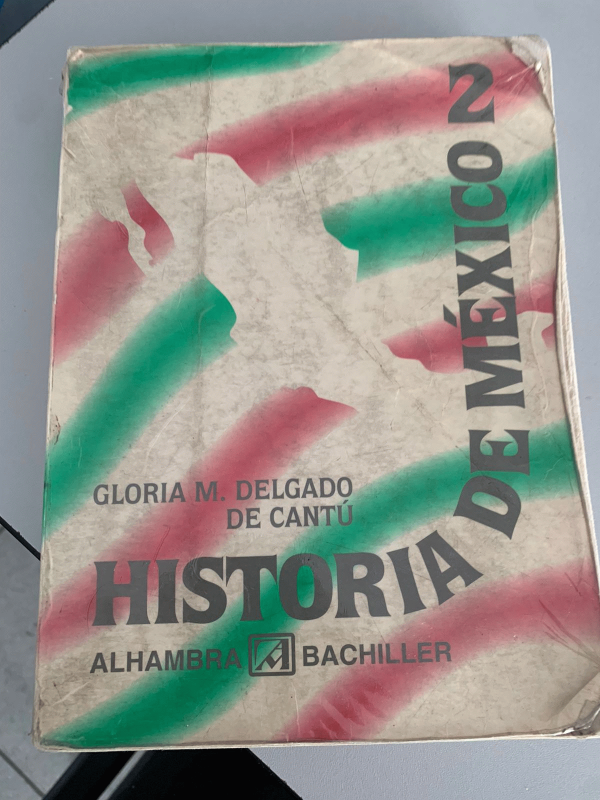 GLORIA M. DELGADO
DE CANTÚ
HISTORIA DE MÉXICO 2
ALHAMBRA BACHILLER